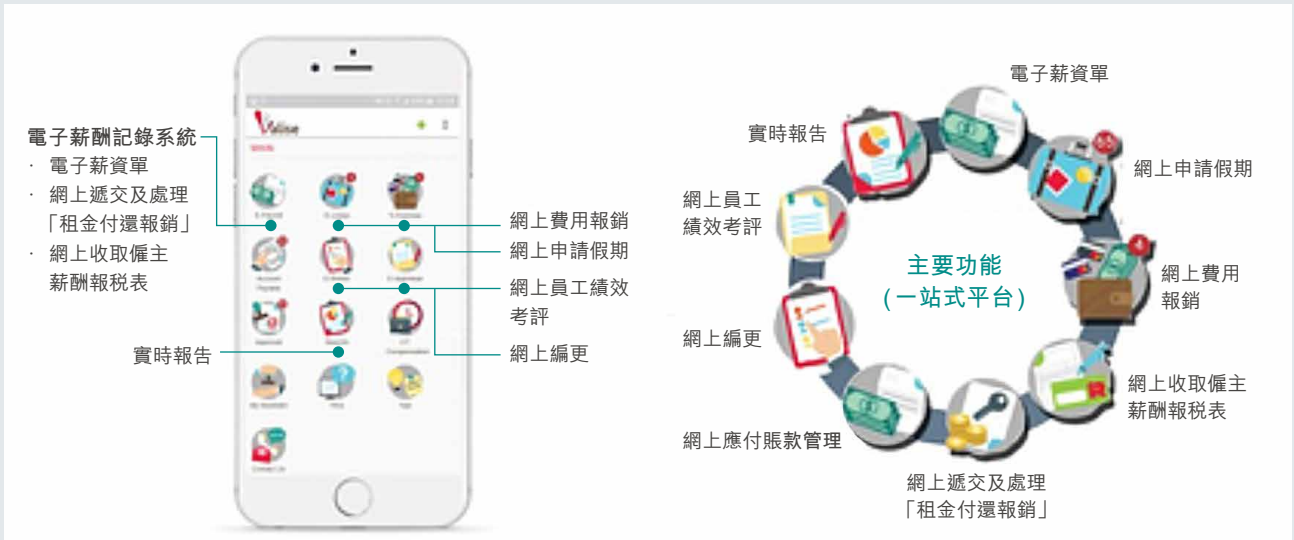 電子薪酬記錄系統
· 電子薪資單
· 網上遞交及處理
「租金付還報銷」
· 網上收取僱主
薪酬報税表
實時報告
網上費用報銷
網上申請假期
網上員工績效
考評
網上編更
電子薪資單
實時報告
網上申請假期
網上員工
績效考評
主要功能
(一站式平台)
網上費用
報銷
網上編更
網上收取僱主
薪酬報税表
網上應付賬款管理
網上遞交及處理
「租金付還報銷」